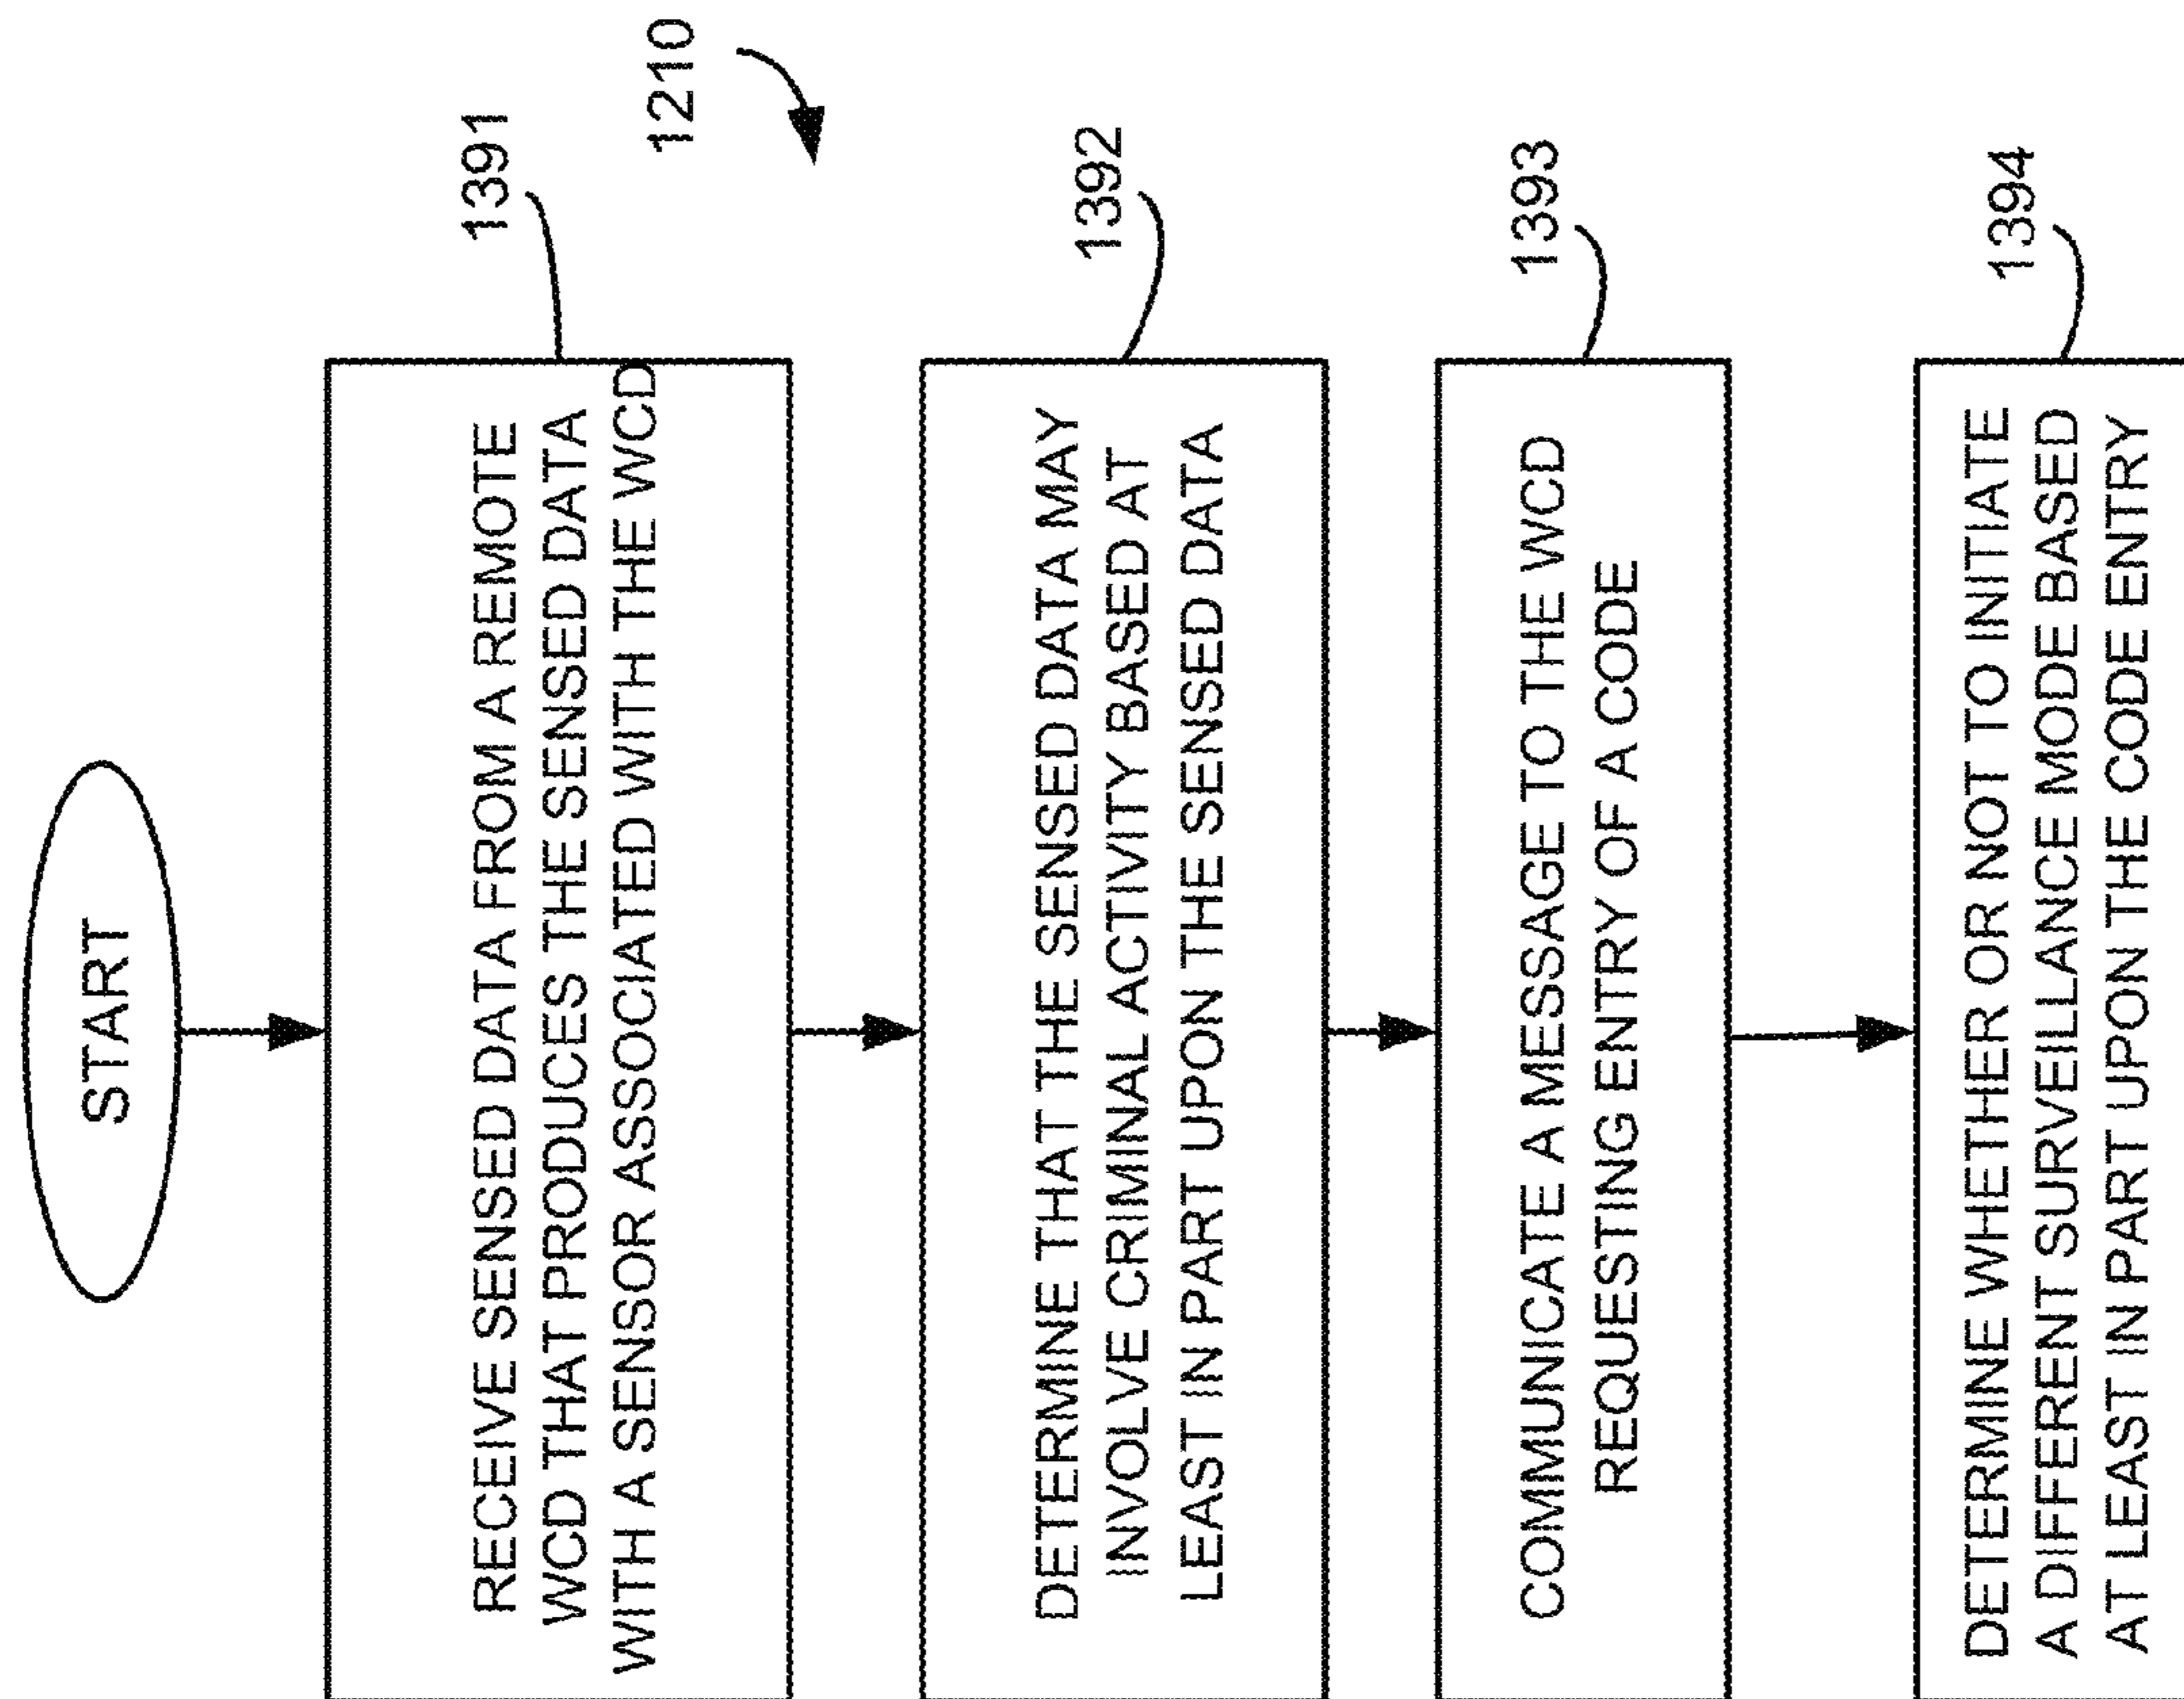 START
1210
1391
RECEIVE SENSED DATA FROM A REMOTE
WCD THAT PRODUCES THE SENSED DATA
WITH A SENSOR ASSOCIATED WITH THE WCD
1392
DETERMINE THAT THE SENSED DATA MAY
INVOLVE CRIMINAL ACTIVITY BASED AT
LEAST IN PART UPON THE SENSED DATA
1393
COMMUNICATE A MESSAGE TO THE WCD
REQUESTING ENTRY OF A CODE
1394
DETERMINE WHETHER OR NOT TO INITIATE
A DIFFERENT SURVEILLANCE MODE BASED
AT LEAST IN PART UPON THE CODE ENTRY